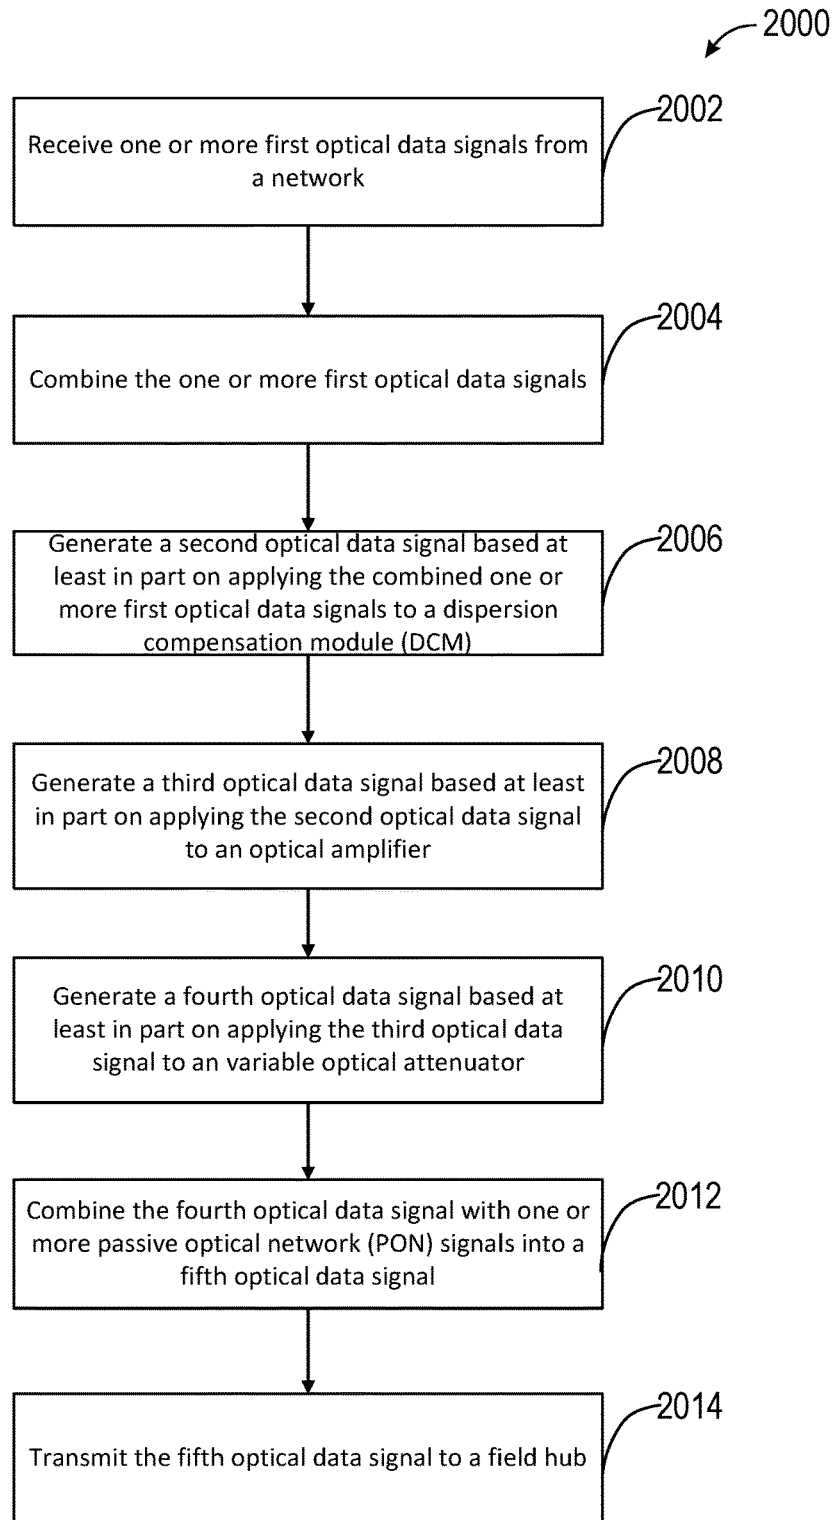 2000
2002
Receive one or more first optical data signals from
a network
2004
Combine the one or more first optical data signals
2006
Generate a second optical data signal based at
least in part on applying the combined one or
more first optical data signals to a dispersion
compensation module (DCM)
2008
Generate a third optical data signal based at least
in part on applying the second optical data signal
to an optical amplifier
2010
Generate a fourth optical data signal based at
least in part on applying the third optical data
signal to an variable optical attenuator
2012
Combine the fourth optical data signal with one or
more passive optical network (PON) signals into a
fifth optical data signal
2014
Transmit the fifth optical data signal to a field hub